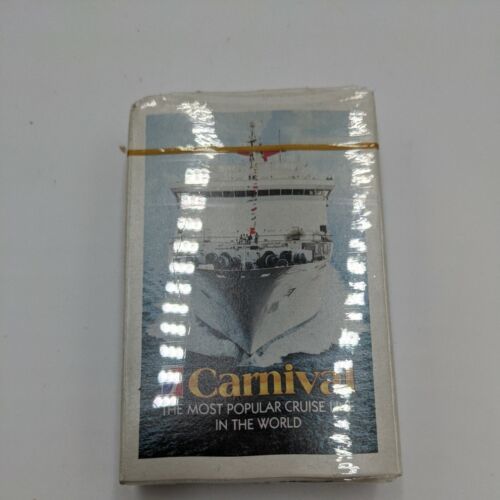 Carnival
THE MOST POPULAR CRUISE
IN THE WORLD